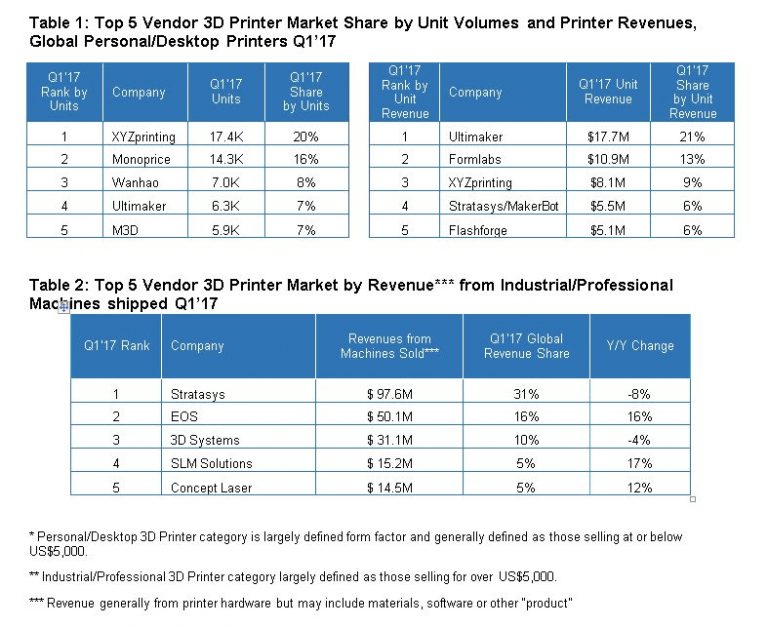 Table 1: Top 5 Vendor 3D Printer Market Share by Unit Volumes and Printer Revenues,
Global Personal/Desktop Printers Q1’17
Q1'17 Rank by Units Company Q1'17 Units Q1'17 Share by Units
1 XYZprinting 17.4K 20%
2 Monoprice 14.3K 16%
3 Wanhao 7.0K 8%
4 Ultimaker 6.3K 7%
5 M3D 5.9K 7%
Q1'17 Rank by Unit Revenue Company Q1'17 Unit Revenue Q1'17 Share by Unit Revenue
1 Ultimaker $17.7M 21%
2 Formlabs $10.9M 13%
3 XYZprinting $8.1M 9%
4 Stratasys/MakerBot $5.5M 6%
5 Flashforge $5.1M 6%
Table 2: Top 5 Vendor 3D Printer Market by Revenue*** from Industrial/Professional
Machines shipped Q1’17
Q1'17 Rank Company Revenues from Machines Sold*** Q1'17 Global Revenue Share Y/Y Change
1 Stratasys $ 97.6M 31% -8%
2 EOS $ 50.1M 16% 16%
3 3D Systems $ 31.1M 10% -4%
4 SLM Solutions $ 15.2M 5% 17%
5 Concept Laser $ 14.5M 5% 12%
* Personal/Desktop 3D Printer category is largely defined form factor and generally defined as those selling at or below
US$5,000.
** Industrial/Professional 3D Printer category largely defined as those selling for over US$5,000.
*** Revenue generally from printer hardware but may include materials, software or other "product"